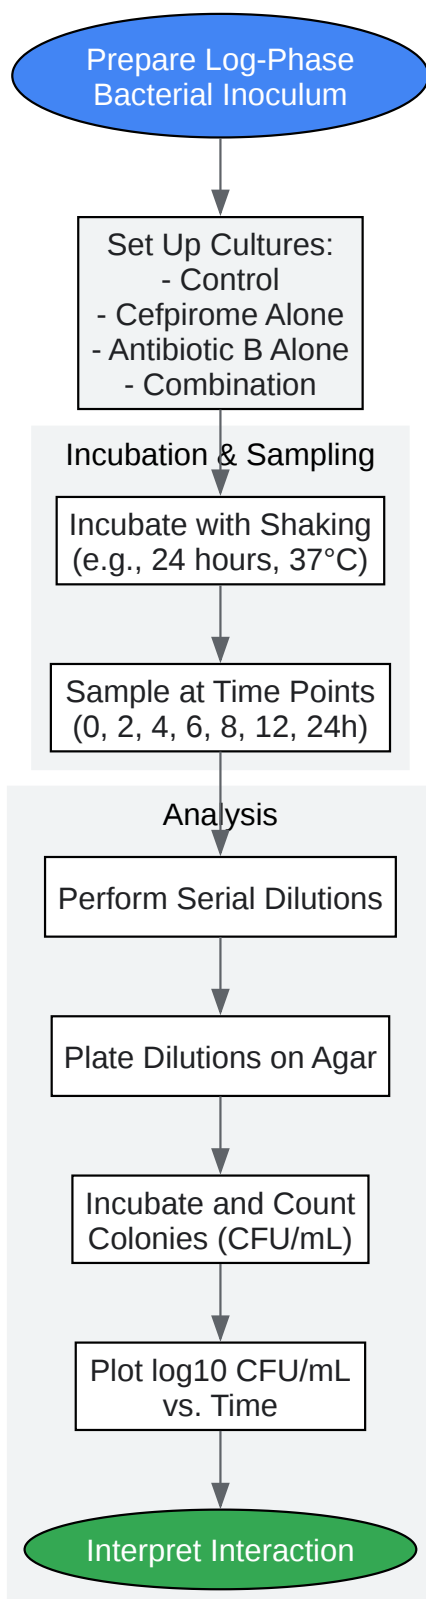 Prepare Log-Phase
Bacterial Inoculum
Set Up Cultures:
- Control
- Cefpirome Alone
- Antibiotic B Alone
- Combination
Incubation & Sampling
Incubate with Shaking
(e.g., 24 hours, 37°C)
Sample at Time Points
(0, 2, 4, 6, 8, 12, 24h)
Analysis
Perform Serial Dilutions
Plate Dilutions on Agar
Incubate and Count
Colonies (CFU/mL)
Plot log10 CFU/mL
vs. Time
Interpret Interaction